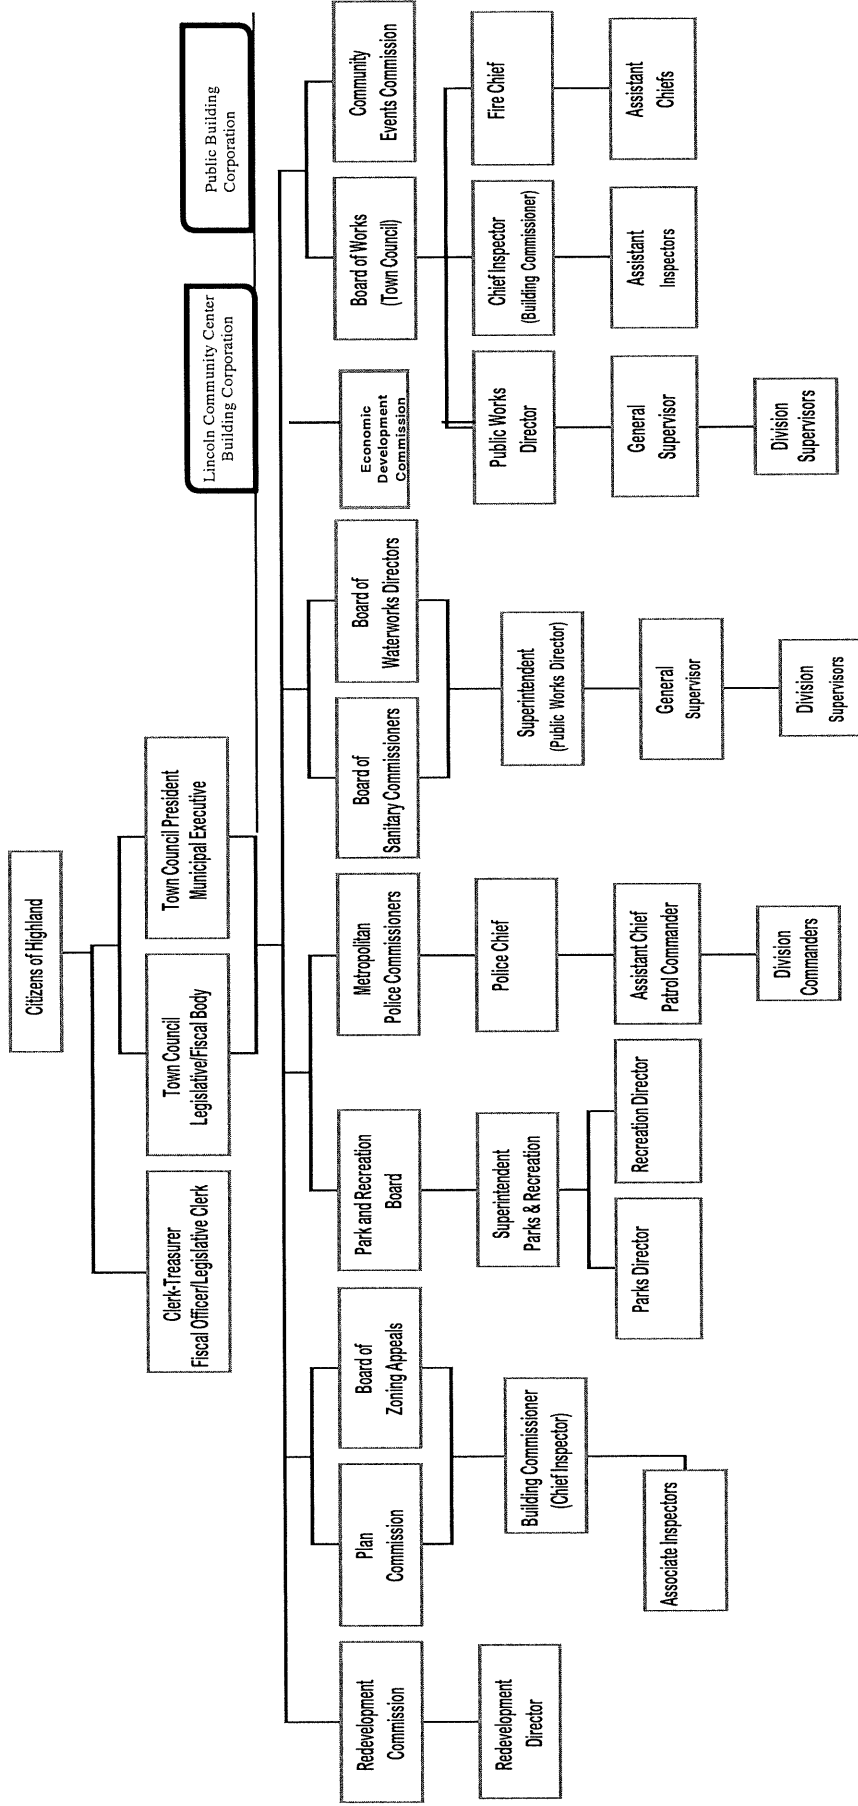 Citizens of Highland
Clerk-Treasurer
Fiscal Officer/Legislative Clerk
Town Council
Legislative/Fiscal Body
Town Council President
Municipal Executive
Lincoln Community Center
Building Corporation
Public Building
Corporation
Redevelopment
Commission
Plan
Commission
Board of
Zoning Appeals
Park and Recreation
Board
Metropolitan
Police Commissioners
Board of
Sanitary Commissioners
Board of
Waterworks Directors
Economic
Development
Commission
Board of Works
(Town Council)
Community
Events Commission
Redevelopment
Director
Building Commissioner
(Chief Inspector)
Superintendent
Parks & Recreation
Police Chief
Superintendent
(Public Works Director)
Public Works
Director
Chief Inspector
(Building Commissioner)
Fire Chief
Associate Inspectors
Parks Director
Recreation Director
Assistant Chief
Patrol Commander
General
Supervisor
General
Supervisor
Assistant
Inspectors
Assistant
Chiefs
Division
Commanders
Division
Supervisors
Division
Supervisors